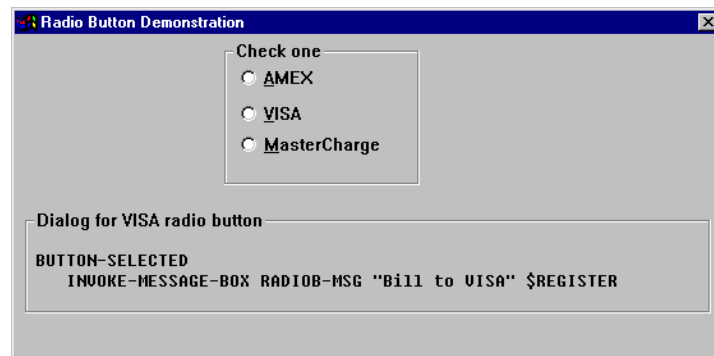 Radio Button Demonstration
Check one
AMEX
VISA
MasterCharge
Dialog for VISA radio button
BUTTON-SELECTED
INVOKE-MESSAGE-BOX RADIOB-MSG "Bill to VISA" $REGISTER